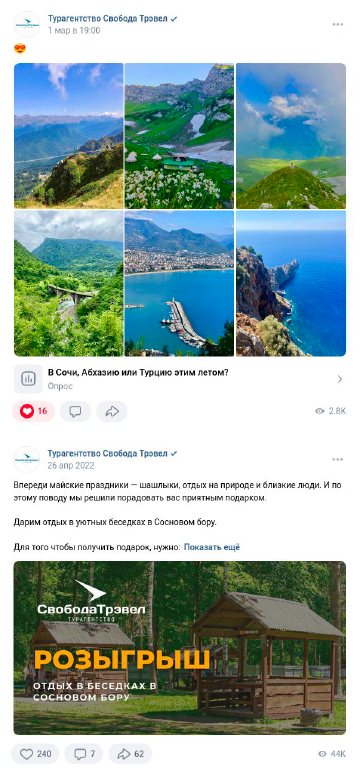 Турагентство Свобода Трэвел
1 мар в 19:00
В Сочи, Абхазию или Турцию этим летом?
Опрос
16
2.8K
Турагентство Свобода Трэвел
26 апр 2022
Впереди майские праздники — шашлыки, отдых на природе и близкие люди. И по
этому поводу мы решили порадовать вас приятным подарком.
Дарим отдых в уютных беседках в Сосновом бору.
Для того чтобы получить подарок, нужно: Показать ещё
СвободаТрэвел
ТУРАГЕНТСТВО
РОЗЫГРЫШ
ОТДЫХ В БЕСЕДКАХ В
СОСНОВОМ БОРУ
240
7
62
44K